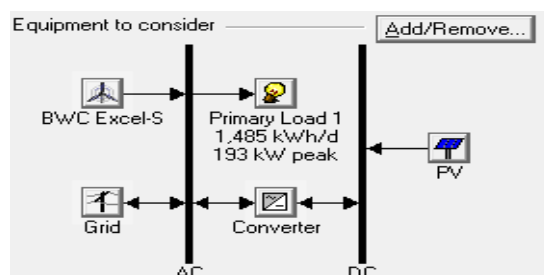 Equipment to consider
Add/Remove...
BWC Excel-S
Primary Load 1
1,485 kWh/d
193 kW peak
PV
Grid
Converter
AC
DC